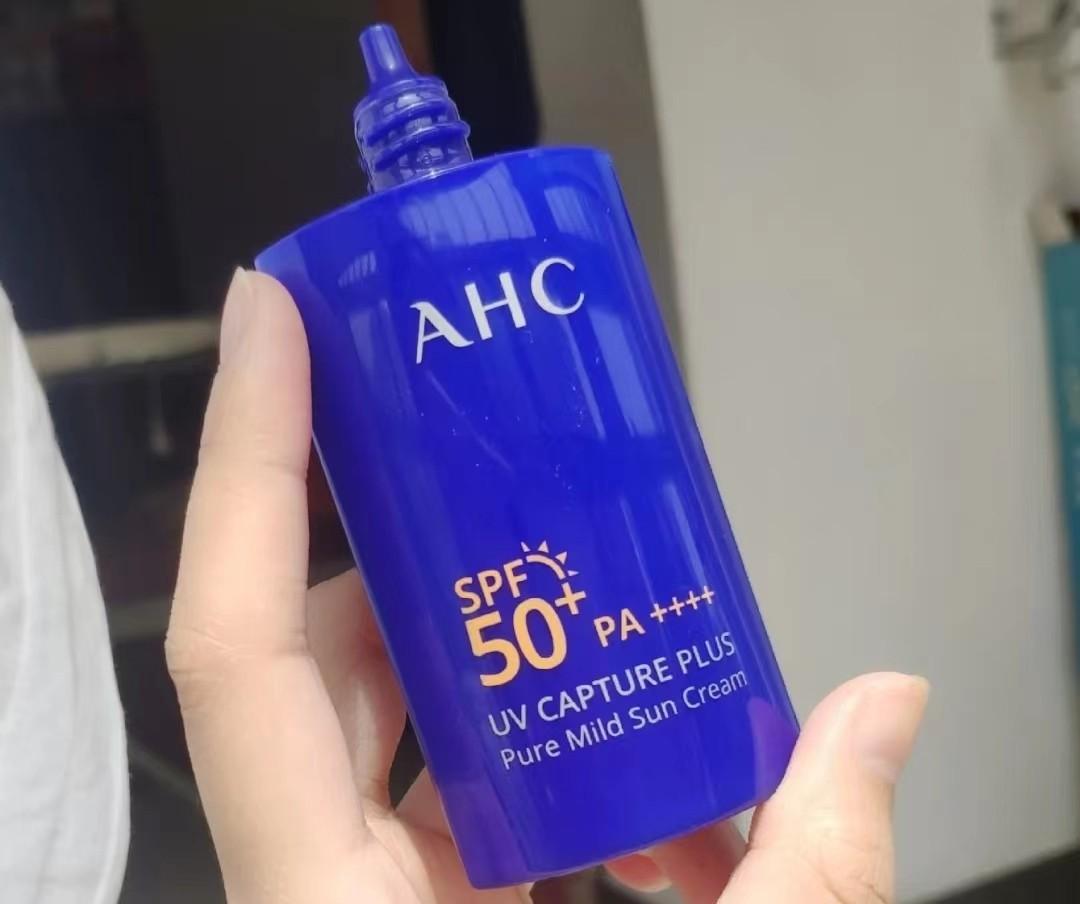 AHC
SPF
50+ PA ++++
UV CAPTURE PLUS
Pure Mild Sun Cream